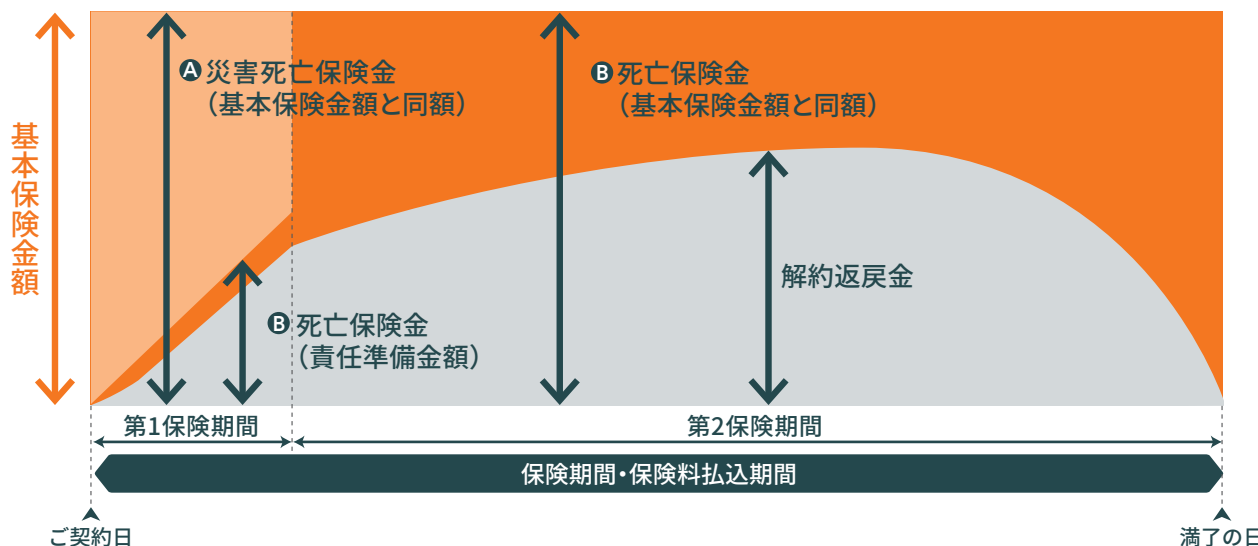 基本保険金額
A 災害死亡保険金
（基本保険金額と同額）
B 死亡保険金
（基本保険金額と同額）
解約返戻金
B 死亡保険金
（責任準備金額）
第1保険期間
第2保険期間
保険期間・保険料払込期間
ご契約日
満了の日